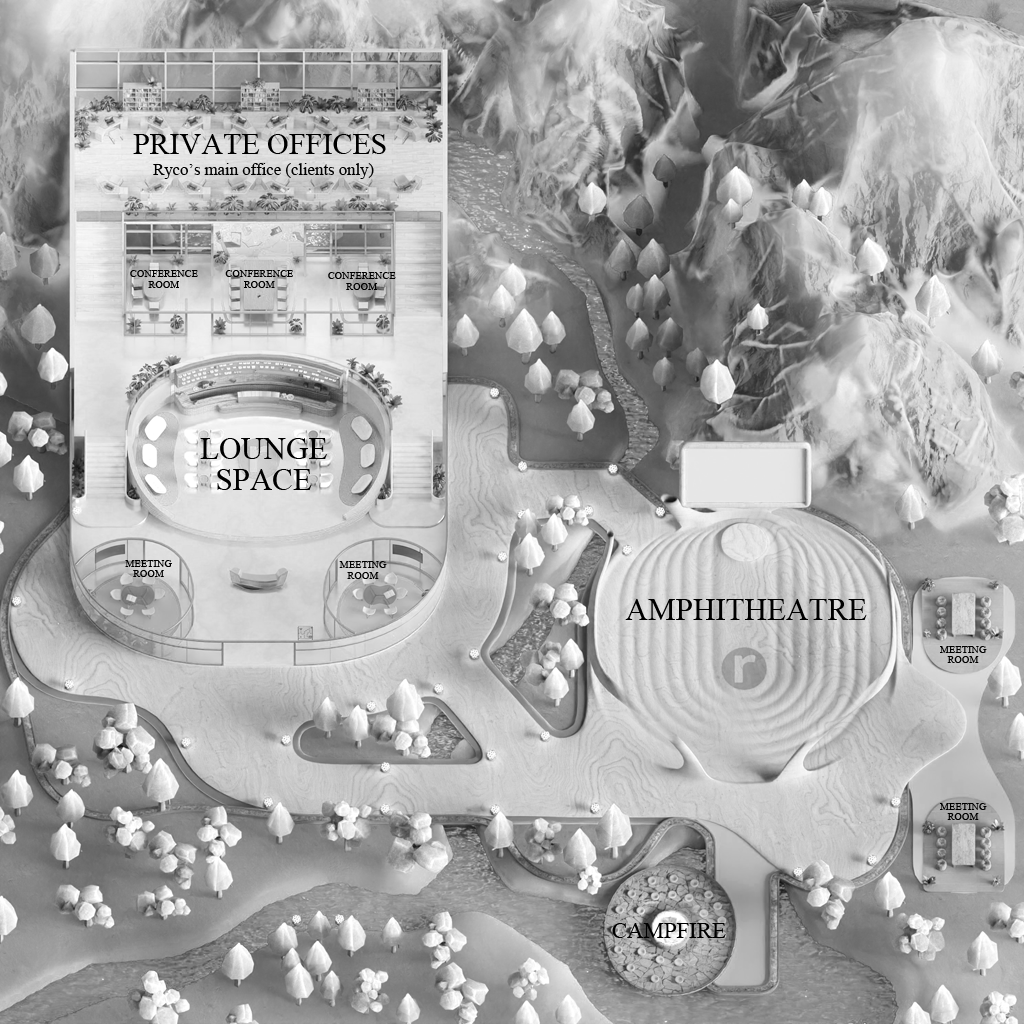 PRIVATE OFFICES
Ryco's main office (clients only)
CONFERENCE
ROOM
CONFERENCE
ROOM
CONFERENCE
ROOM
LOUNGE
SPACE
MEETING
ROOM
MEETING
ROOM
AMPHITHEATRE
r
MEETING
ROOM
MEETING
ROOM
CAMPFIRE